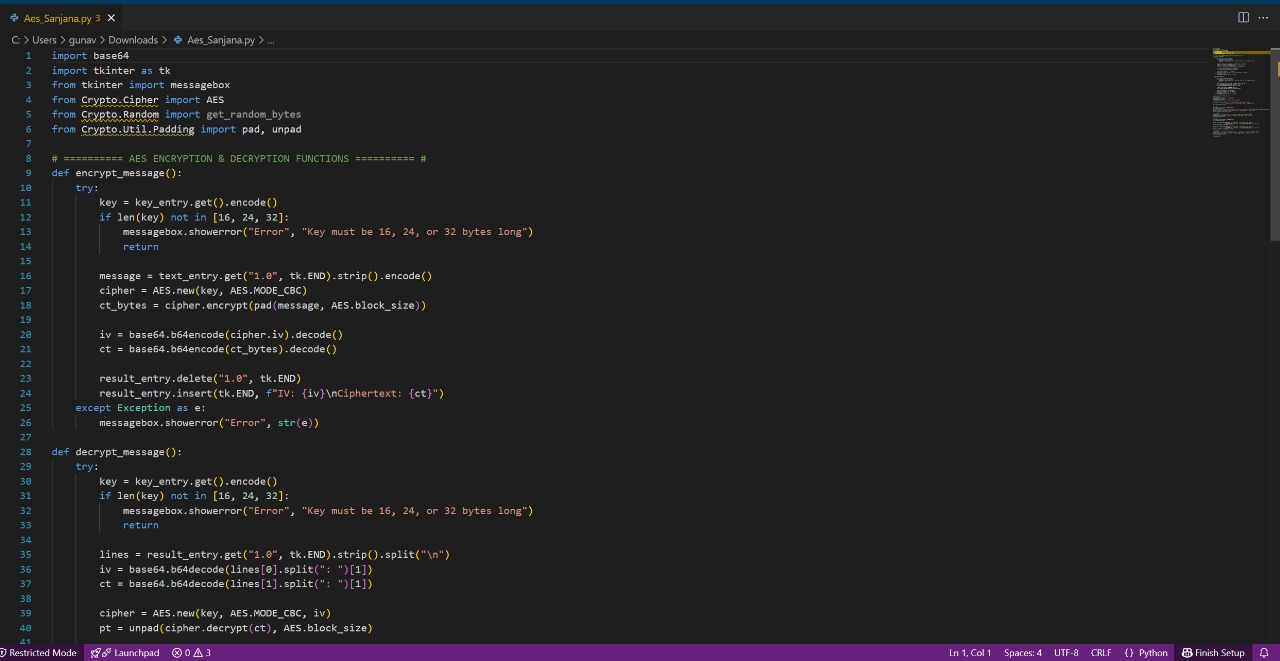 Aes_Sanjana.py 3 ×
C: > Users > gunav > Downloads > Aes_Sanjana.py > ...
1 import base64
2 import tkinter as tk
3 from tkinter import messagebox
4 from Crypto.Cipher import AES
5 from Crypto.Random import get_random_bytes
6 from Crypto.Util.Padding import pad, unpad
7
8 # ========== AES ENCRYPTION & DECRYPTION FUNCTIONS ========== #
9 def encrypt_message():
10     try:
11         key = key_entry.get().encode()
12         if len(key) not in [16, 24, 32]:
13             messagebox.showerror("Error", "Key must be 16, 24, or 32 bytes long")
14             return
15
16         message = text_entry.get("1.0", tk.END).strip().encode()
17         cipher = AES.new(key, AES.MODE_CBC)
18         ct_bytes = cipher.encrypt(pad(message, AES.block_size))
19
20         iv = base64.b64encode(cipher.iv).decode()
21         ct = base64.b64encode(ct_bytes).decode()
22
23         result_entry.delete("1.0", tk.END)
24         result_entry.insert(tk.END, f"IV: {iv}\nCiphertext: {ct}")
25     except Exception as e:
26         messagebox.showerror("Error", str(e))
27
28 def decrypt_message():
29     try:
30         key = key_entry.get().encode()
31         if len(key) not in [16, 24, 32]:
32             messagebox.showerror("Error", "Key must be 16, 24, or 32 bytes long")
33             return
34
35         lines = result_entry.get("1.0", tk.END).strip().split("\n")
36         iv = base64.b64decode(lines[0].split(": ")[1])
37         ct = base64.b64decode(lines[1].split(": ")[1])
38
39         cipher = AES.new(key, AES.MODE_CBC, iv)
40         pt = unpad(cipher.decrypt(ct), AES.block_size)
41
Restricted Mode Launchpad 0 3 Ln 1, Col 1 Spaces: 4 UTF-8 CRLF {} Python Finish Setup